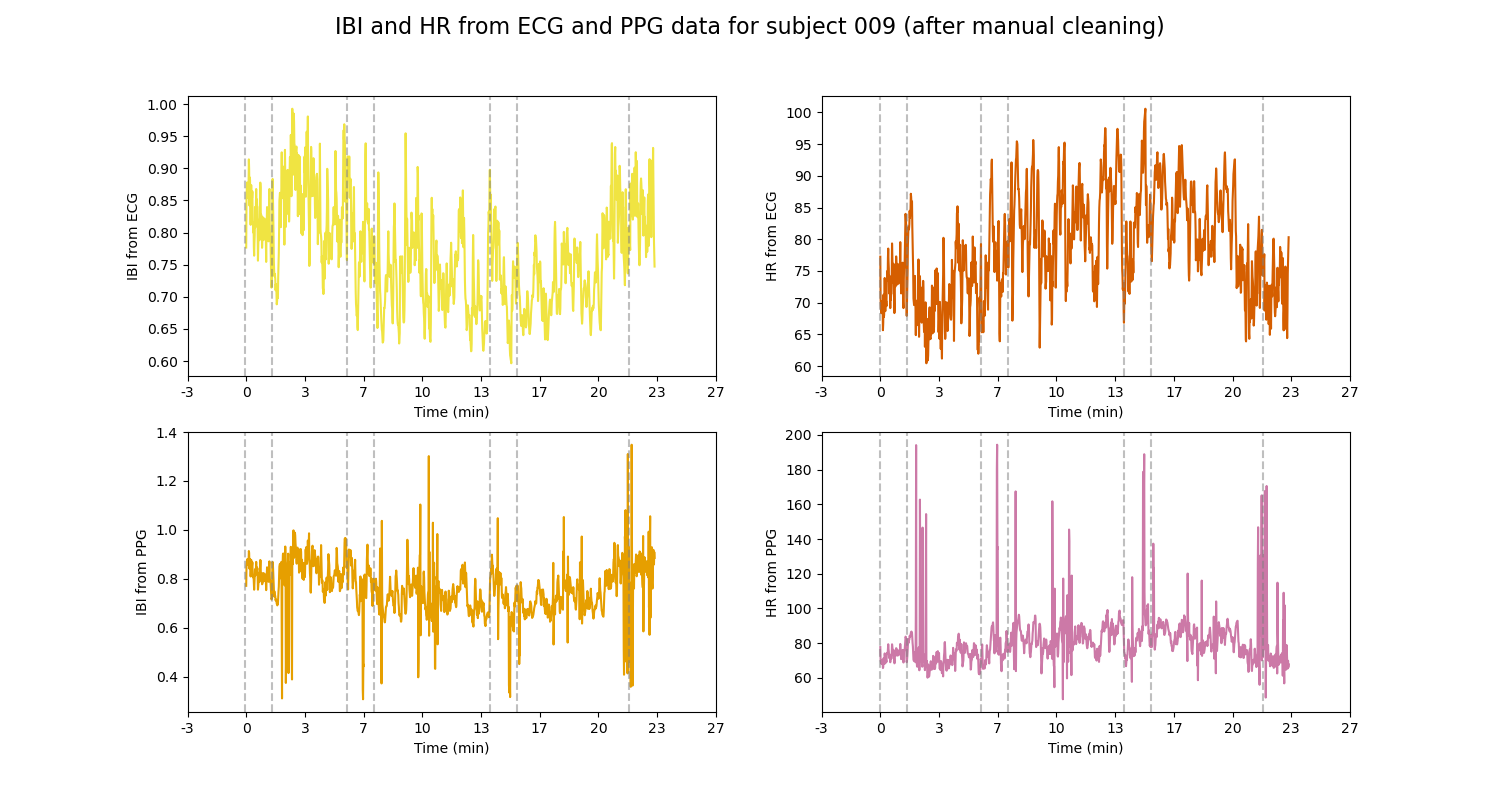 IBI and HR from ECG and PPG data for subject 009 (after manual cleaning)
IBI from ECG
1.00
0.95
0.90
0.85
0.80
0.75
0.70
0.65
0.60
-3 0 3 7 10 13 17 20 23 27
Time (min)
HR from ECG
100
95
90
85
80
75
70
65
60
-3 0 3 7 10 13 17 20 23 27
Time (min)
IBI from PPG
1.4
1.2
1.0
0.8
0.6
0.4
-3 0 3 7 10 13 17 20 23 27
Time (min)
HR from PPG
200
180
160
140
120
100
80
60
-3 0 3 7 10 13 17 20 23 27
Time (min)